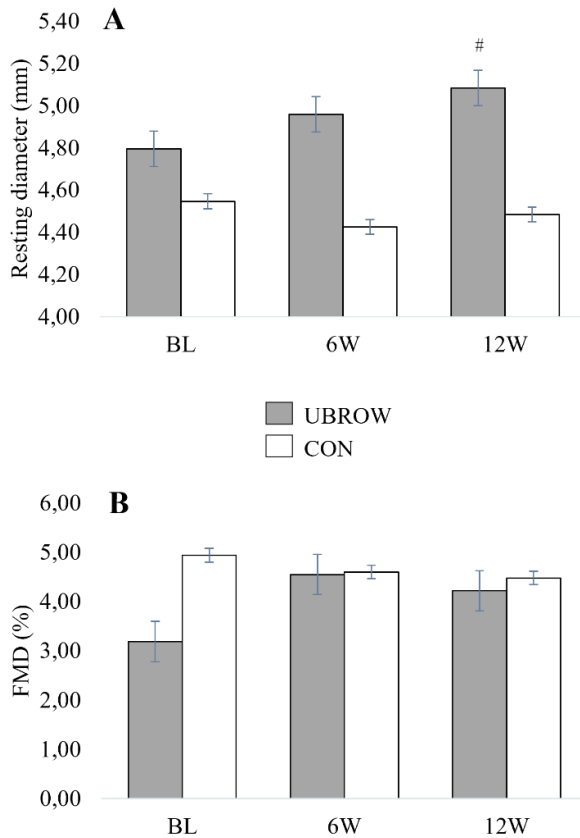 A
Resting diameter (mm)
5,40
5,20
5,00
4,80
4,60
4,40
4,20
4,00
#
BL 6W 12W
UBROW
CON
B
FMD (%)
6,00
5,00
4,00
3,00
2,00
1,00
0,00
BL 6W 12W